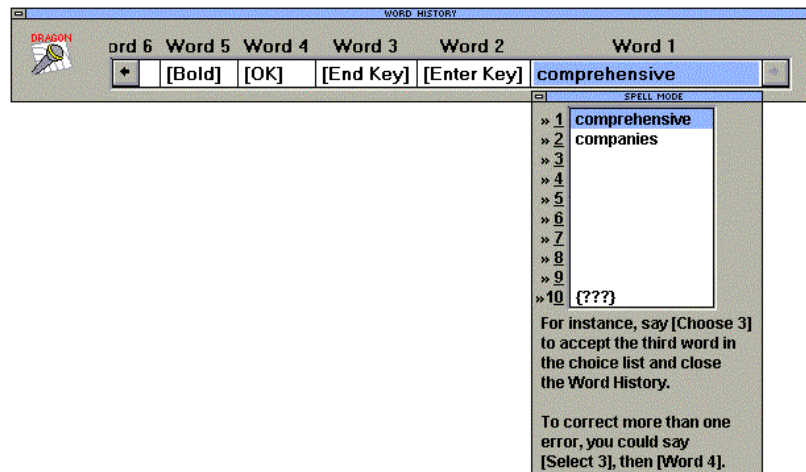 WORD HISTORY
DRAGON
ord 6 Word 5 Word 4 Word 3 Word 2 Word 1
[Bold] [OK] [End Key] [Enter Key] comprehensive
SPELL MODE
» 1 comprehensive
» 2 companies
» 3
» 4
» 5
» 6
» 7
» 8
» 9
»10 {???}
For instance, say [Choose 3]
to accept the third word in
the choice list and close
the Word History.
To correct more than one
error, you could say
[Select 3], then [Word 4].